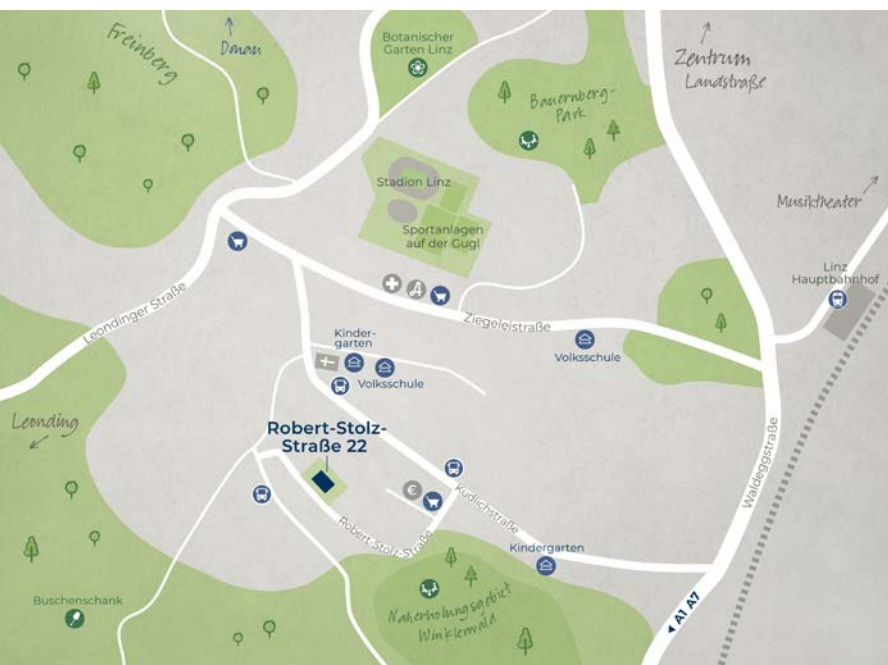 Freinberg
Donau
Botanischer
Garten Linz
Zentrum
Landstraße
Bauernberg-
Park
Stadion Linz
Musiktheater
Sportanlagen
auf der Gugl
Linz
Hauptbahnhof
Leondinger Straße
Ziegeleistraße
Kinder-
garten
Volksschule
Volksschule
Leonding
Robert-Stolz-
Straße 22
Waldeggstraße
€
Kudlichstraße
Robert-Stolz-Straße
Kindergarten
Buschenschank
Naherholungsgebiet
Winklerwald
A1 A7